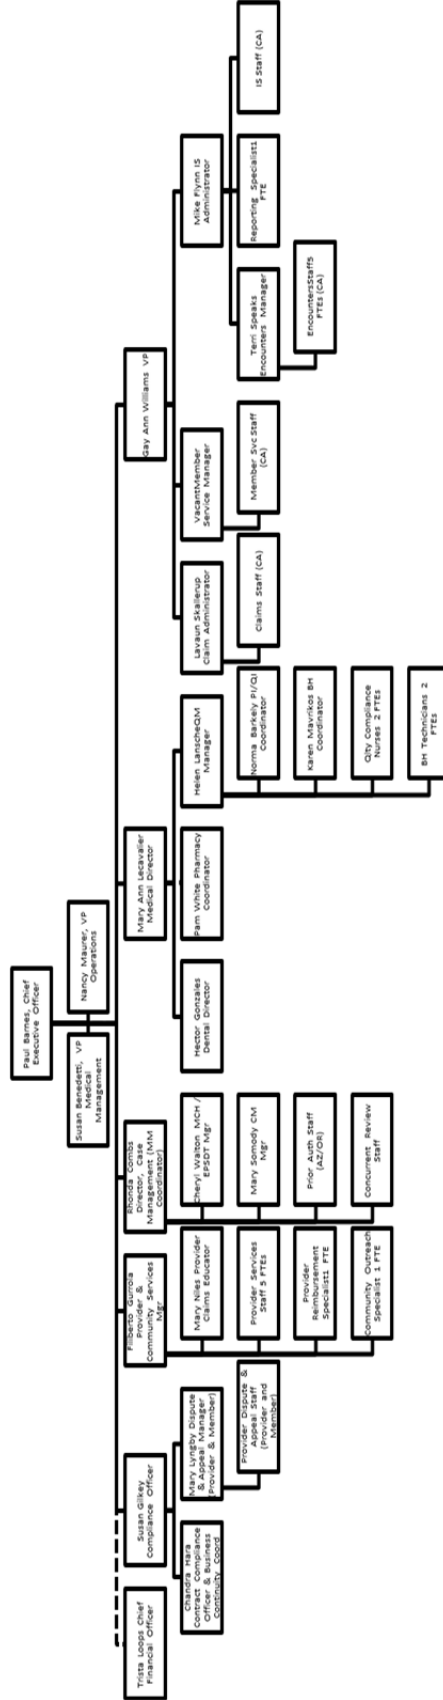 Paul Barnes, Chief
Executive Officer
Susan Benedetti, VP
Medical
Management
Nancy Maurer, VP
Operations
Trista Loops Chief
Financial Officer
Susan Gilkey
Compliance Officer
Filiberto Gurrola
Provider &
Community Services
Mgr
Rhonda Combs
Director, Case
Management (MM
Coordinator)
Mary Ann Lecavalier
Medical Director
Gay Ann Williams VP
Chandra Hara
Contract Compliance
Officer & Business
Continuity Coord
Mary Lyngby Dispute
& Appeal Manager
(Provider & Member)
Provider Dispute &
Appeal Staff
(Provider and
Member)
Mary Niles Provider
Claims Educator
Provider Services
Staff 5 FTEs
Provider
Reimbursement
Specialist1 FTE
Community Outreach
Specialist 1 FTE
Cheryl Walton MCH /
EPSDT Mgr
Mary Somody CM
Mgr
Prior Auth Staff
(AZ/OR)
Concurrent Review
Staff
Hector Gonzales
Dental Director
Pam White Pharmacy
Coordinator
Helen LanscheQM
Manager
Norma Barkely PI/QI
Coordinator
Karen Mavrikos BH
Coordinator
Qlty Compliance
Nurses 2 FTEs
BH Technicians 2
FTEs
Lavaun Skallerup
Claim Administrator
Claims Staff (CA)
VacantMember
Service Manager
Member Svc Staff
(CA)
Mike Flynn IS
Administrator
Terri Speaks
Encounters Manager
EncountersStaff5
FTEs (CA)
Reporting Specialist1
FTE
IS Staff (CA)